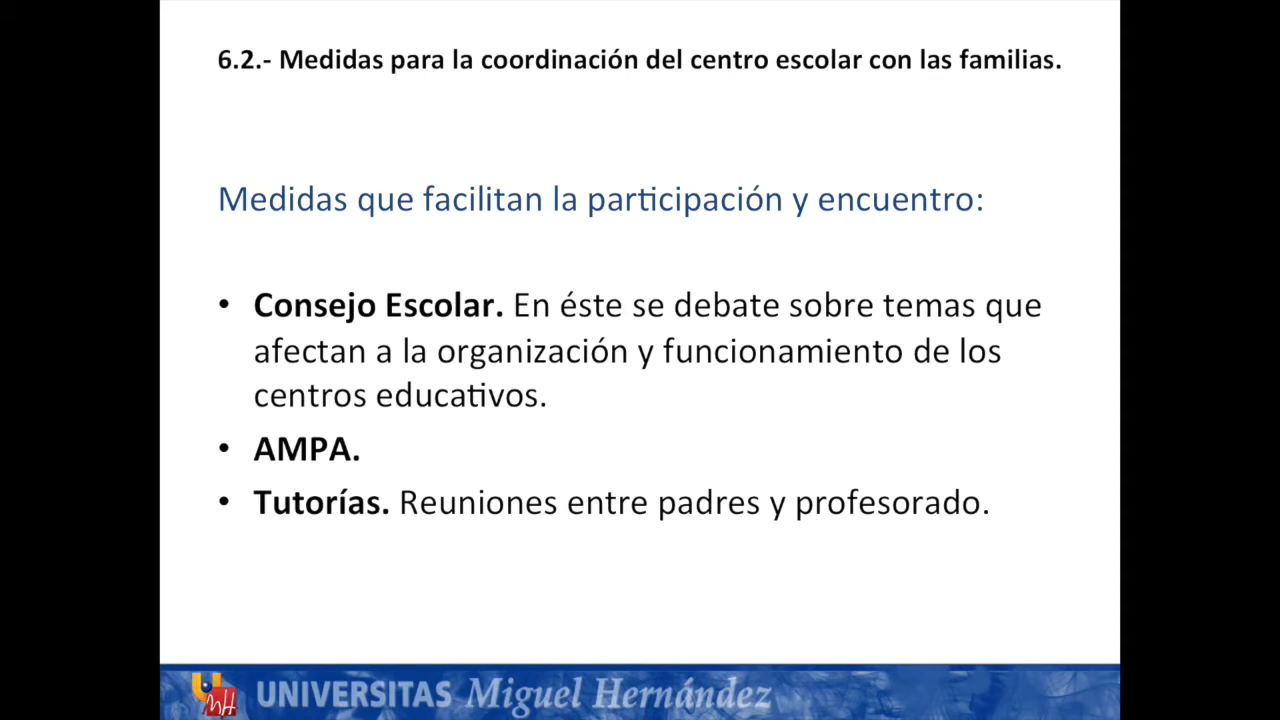 6.2.- Medidas para la coordinación del centro escolar con las familias.
Medidas que facilitan la participación y encuentro:
• Consejo Escolar. En éste se debate sobre temas que
afectan a la organización y funcionamiento de los
centros educativos.
• AMPA.
• Tutorías. Reuniones entre padres y profesorado.
UMH UNIVERSITAS Miguel Hernández